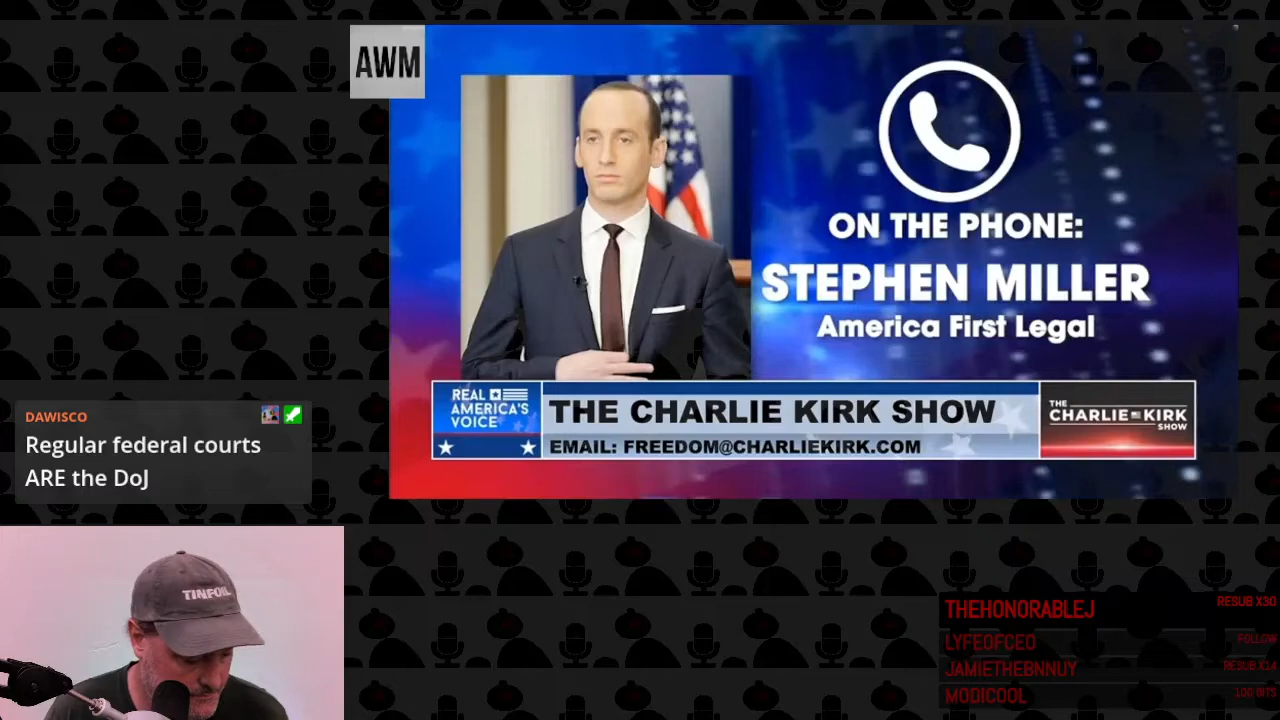 AWM
ON THE PHONE:
STEPHEN MILLER
America First Legal
REAL
AMERICA'S
VOICE
THE CHARLIE KIRK SHOW
EMAIL: FREEDOM@CHARLIEKIRK.COM
THE
CHARLIE KIRK
SHOW
DAWISCO
Regular federal courts
ARE the DoJ
TINFOIL
THEHONORABLEJ RESUB X30
LYFEOFCEO FOLLOW
JAMIETHEBNNUY RESUB X14
MODICOOL 100 BITS